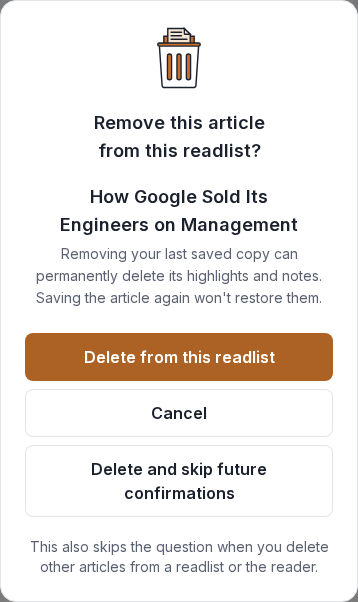 Remove this article
from this readlist?
How Google Sold Its
Engineers on Management
Removing your last saved copy can
permanently delete its highlights and notes.
Saving the article again won't restore them.
Delete from this readlist
Cancel
Delete and skip future
confirmations
This also skips the question when you delete
other articles from a readlist or the reader.